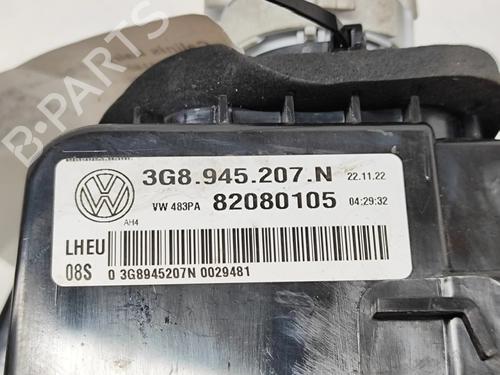 3G8.945.207.N 22.11.22
VW 483PA 82080105 04:29:32
AH4
LHEU
08S 0 3G8945207N 0029481
B-PARTS